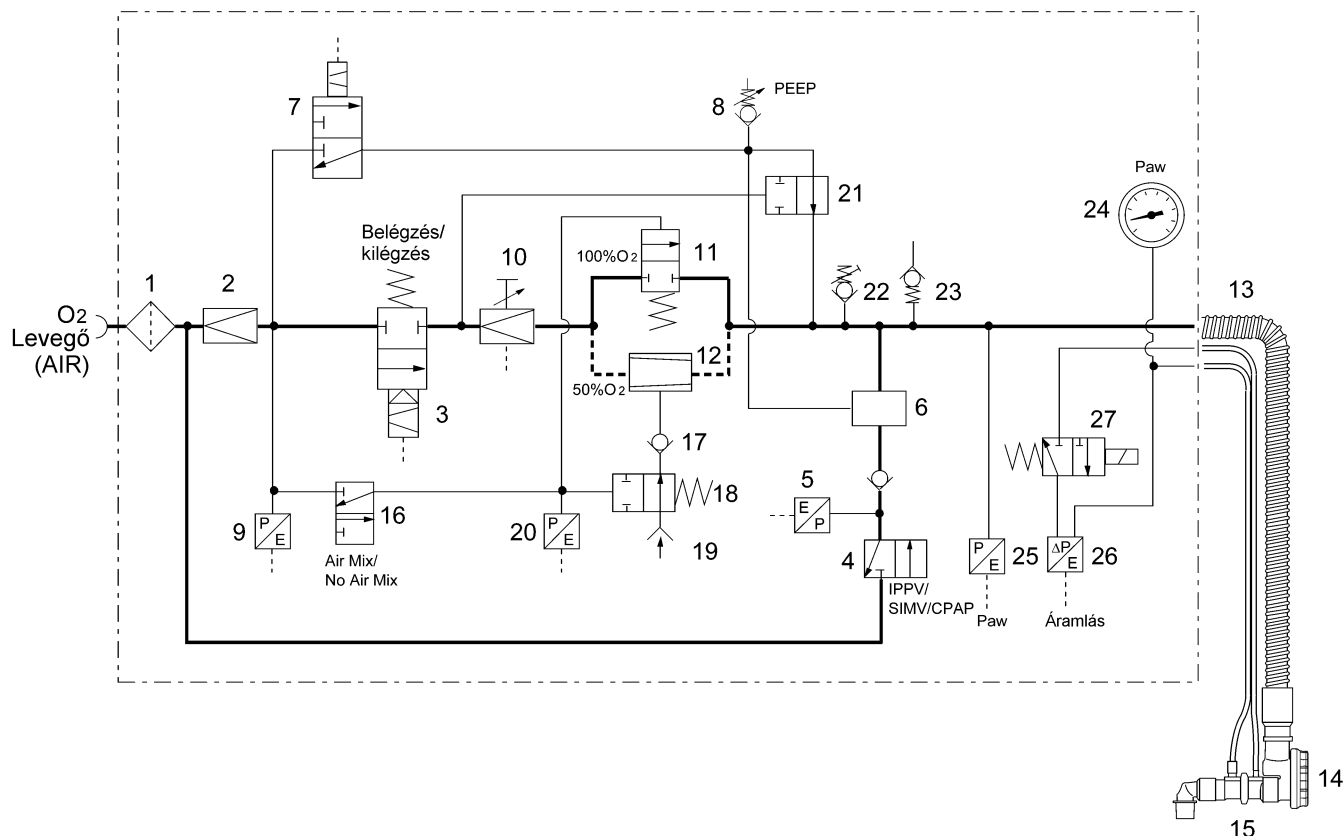 7
8
PEEP
21
Paw
24
Belégzés/
kilégzés
10
100%O2
11
1
2
22
23
13
O2
Levegő
(AIR)
12
50%O2
3
6
27
17
5
E
P
18
9
P
E
16
20
P
E
19
4
P
E
25
ΔP
E
26
Air Mix/
No Air Mix
IPPV/
SIMV/CPAP
Paw
Áramlás
14
15